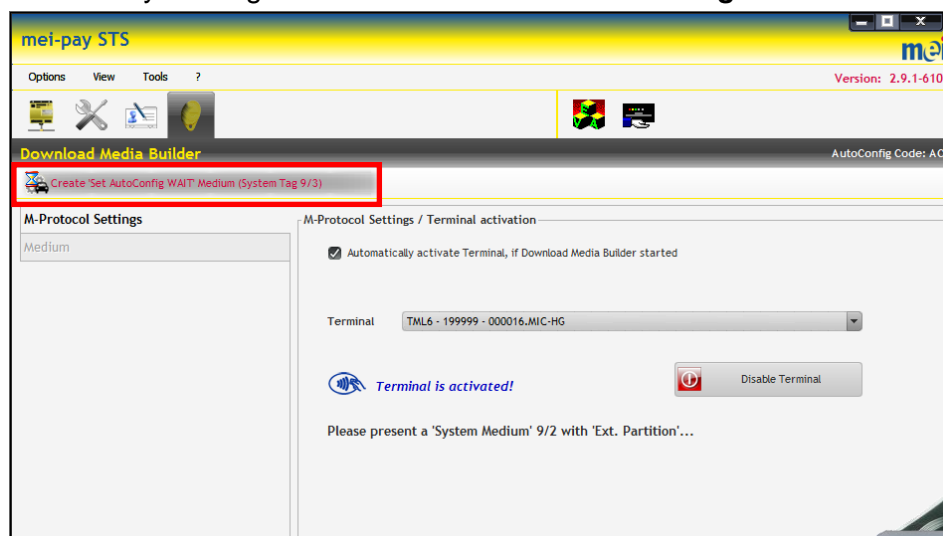 mei-pay STS
mei
Options View Tools ?
Version: 2.9.1-610
Download Media Builder
AutoConfig Code: AC
Create 'Set AutoConfig WAIT' Medium (System Tag 9/3)
M-Protocol Settings
Medium
M-Protocol Settings / Terminal activation
Automatically activate Terminal, if Download Media Builder started
Terminal TML6 - 199999 - 000016.MIC-HG
Terminal is activated!
Disable Terminal
Please present a 'System Medium' 9/2 with 'Ext. Partition'...